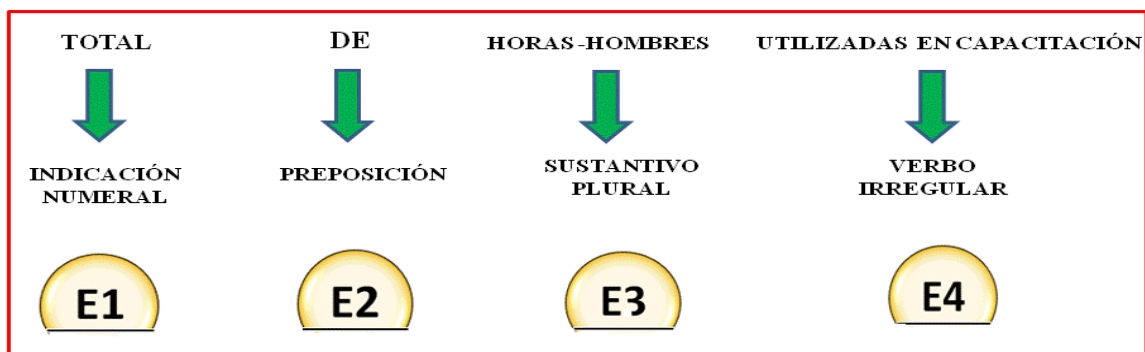 TOTAL DE HORAS-HOMBRES UTILIZADAS EN CAPACITACIÓN
INDICACIÓN NUMERAL
PREPOSICIÓN
SUSTANTIVO PLURAL
VERBO IRREGULAR
E1 E2 E3 E4